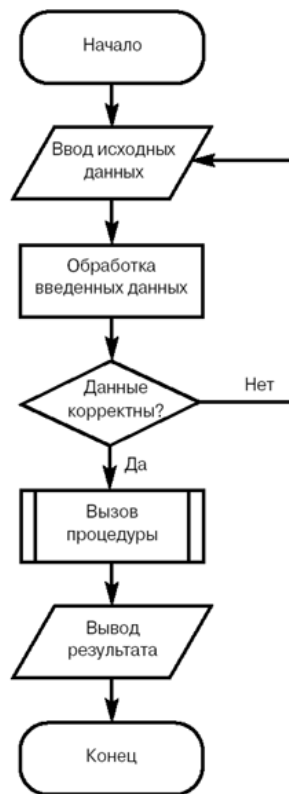 Начало
Ввод исходных
данных
Обработка
введенных данных
Данные
корректны?
Нет
Да
Вызов
процедуры
Вывод
результата
Конец